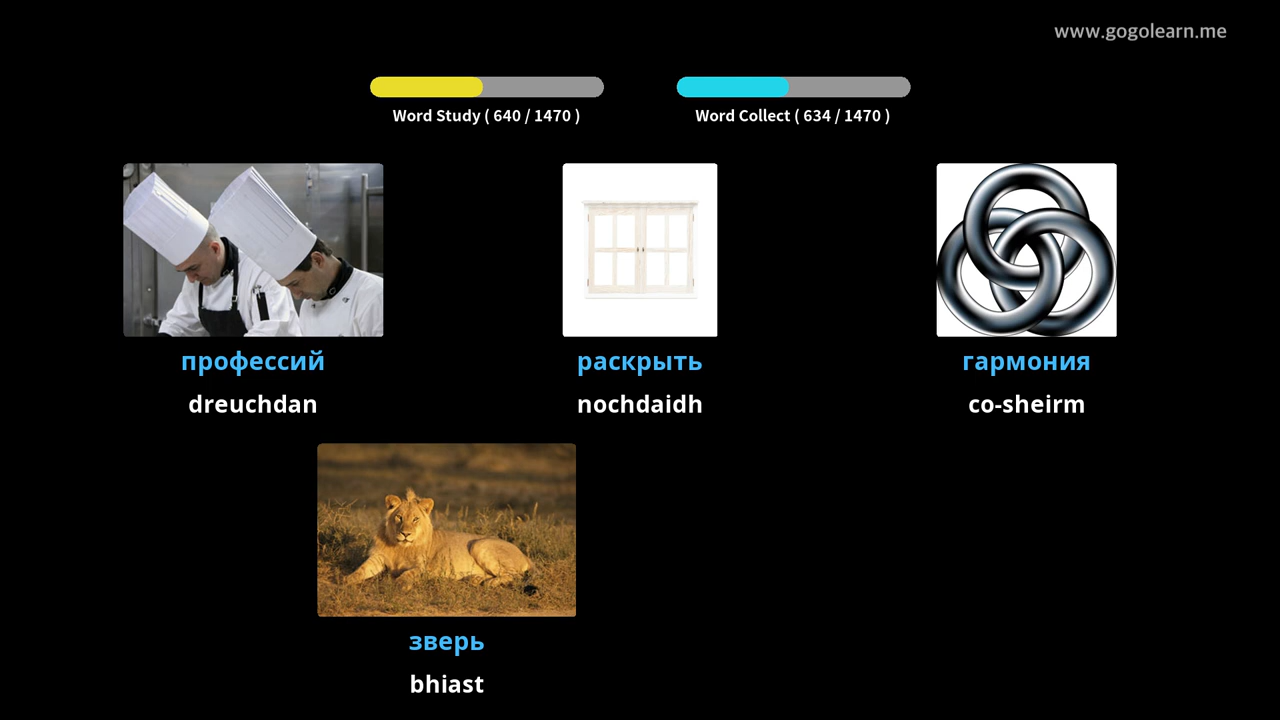 www.gogolearn.me
Word Study ( 640 / 1470 )
Word Collect ( 634 / 1470 )
профессий
раскрыть
гармония
dreuchdan
nochdaidh
co-sheirm
зверь
bhiast